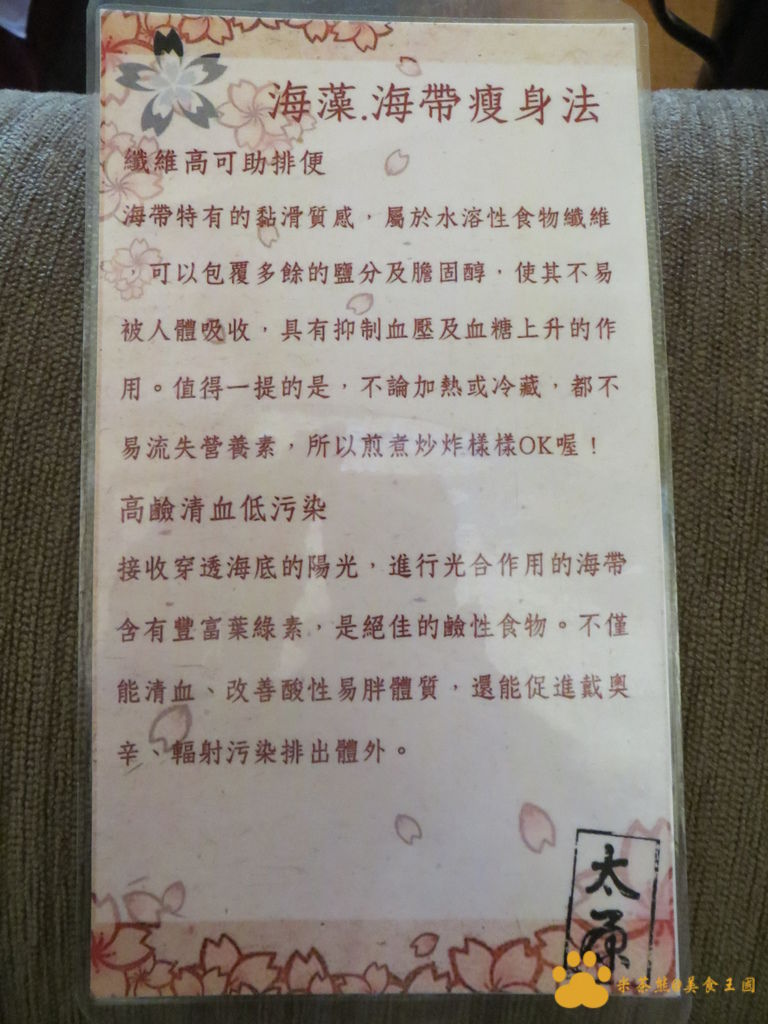 海藻.海帶瘦身法
纖維高可助排便
海帶特有的黏滑質感，屬於水溶性食物纖維
，可以包覆多餘的鹽分及膽固醇，使其不易
被人體吸收，具有抑制血壓及血糖上升的作
用。值得一提的是，不論加熱或冷藏，都不
易流失營養素，所以煎煮炒炸樣樣OK喔！
高鹼清血低污染
接收穿透海底的陽光，進行光合作用的海帶
含有豐富葉綠素，是絕佳的鹼性食物。不僅
能清血、改善酸性易胖體質，還能促進戴奧
辛、輻射污染排出體外。
太原
米茶熊@美食王國